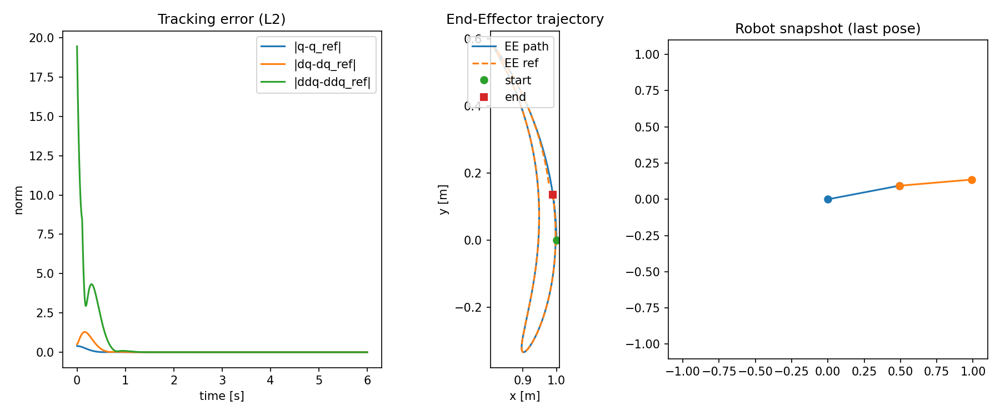 Tracking error (L2)
20.0
17.5
15.0
12.5
10.0
7.5
5.0
2.5
0.0
norm
0 1 2 3 4 5 6
time [s]
|q-q_ref|
|dq-dq_ref|
|ddq-ddq_ref|
End-Effector trajectory
0.6
0.4
0.2
0.0
−0.2
y [m]
0.9 1.0
x [m]
EE path
EE ref
start
end
Robot snapshot (last pose)
1.00
0.75
0.50
0.25
0.00
−0.25
−0.50
−0.75
−1.00
−1.00 −0.75 −0.50 −0.25 0.00 0.25 0.50 0.75 1.00